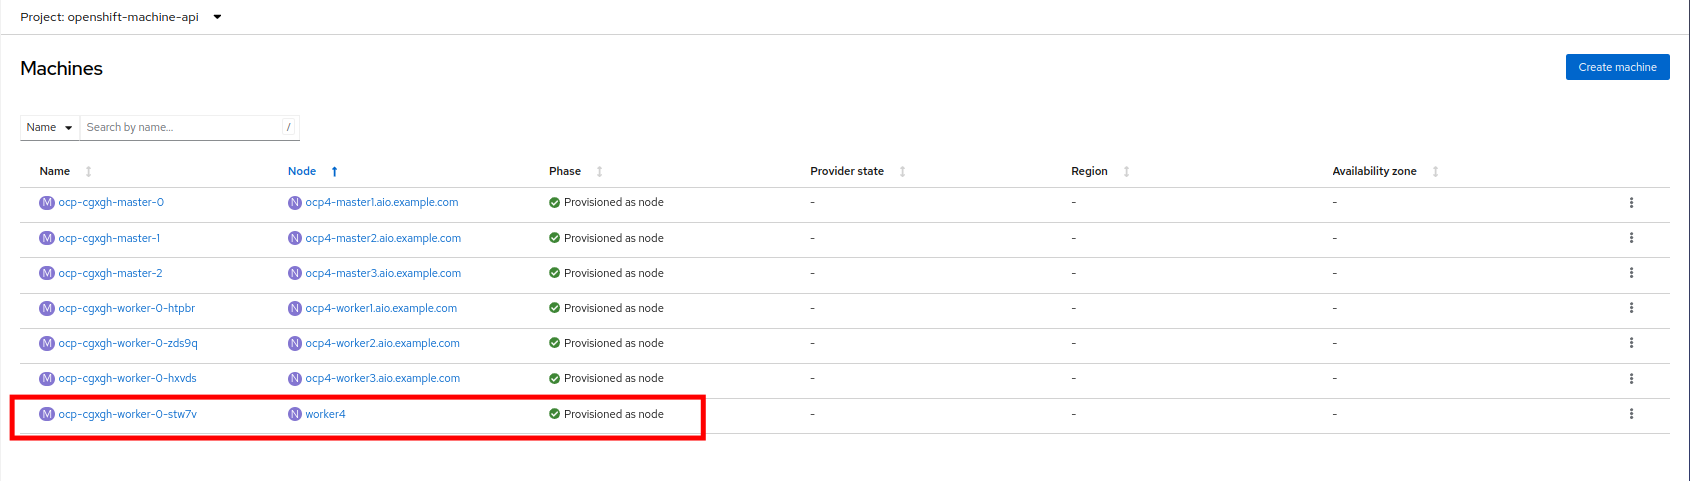 Project: openshift-machine-api
Machines
Create machine
Name Search by name... /
Name Node Phase Provider state Region Availability zone
M ocp-cgxgh-master-0 N ocp4-master1.aio.example.com Provisioned as node - - -
M ocp-cgxgh-master-1 N ocp4-master2.aio.example.com Provisioned as node - - -
M ocp-cgxgh-master-2 N ocp4-master3.aio.example.com Provisioned as node - - -
M ocp-cgxgh-worker-0-htpbr N ocp4-worker1.aio.example.com Provisioned as node - - -
M ocp-cgxgh-worker-0-zds9q N ocp4-worker2.aio.example.com Provisioned as node - - -
M ocp-cgxgh-worker-0-hxvds N ocp4-worker3.aio.example.com Provisioned as node - - -
M ocp-cgxgh-worker-0-stw7v N worker4 Provisioned as node - - -